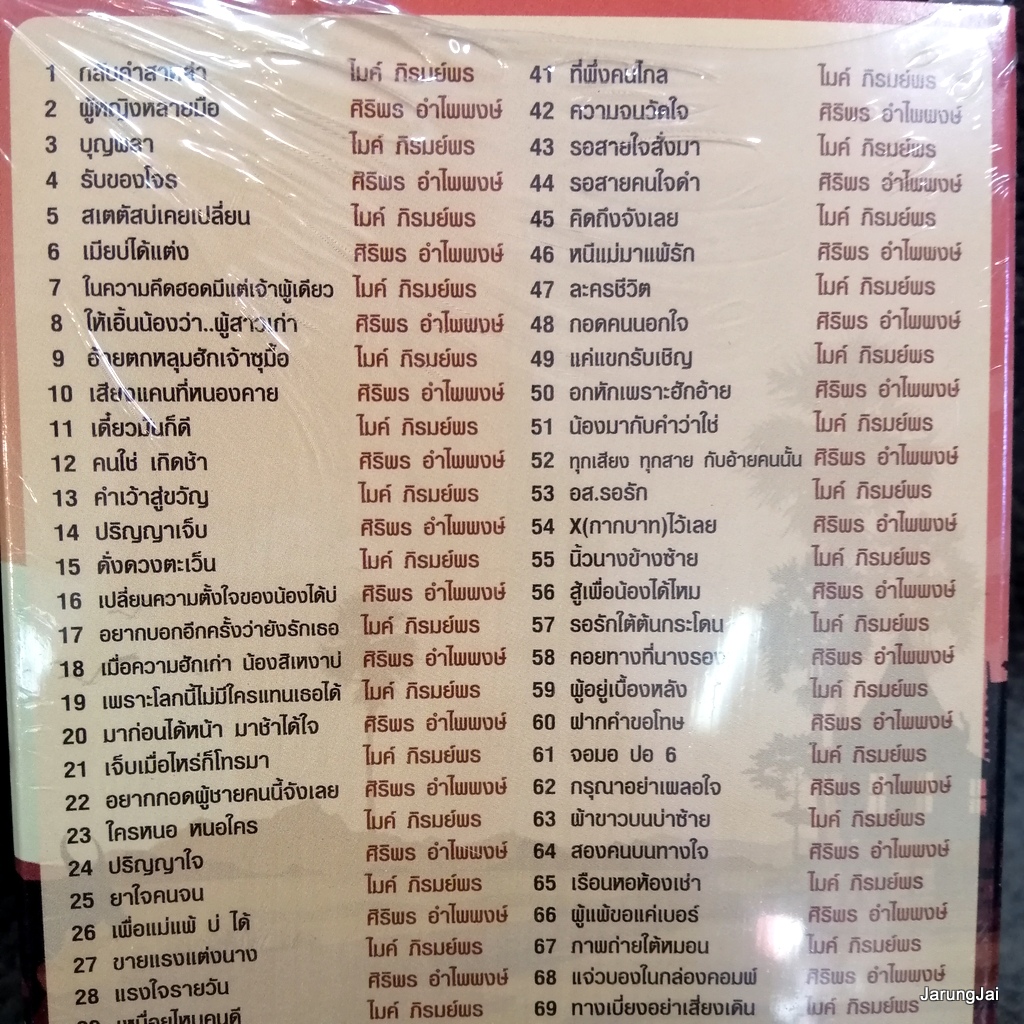 1 กลับคำสาหล่า ไมค์ ภิรมย์พร
2 ผู้หญิงหลายมือ ศิริพร อำไพพงษ์
3 บุญพลา ไมค์ ภิรมย์พร
4 รับของโจร ศิริพร อำไพพงษ์
5 สเตตัสบ่เคยเปลี่ยน ไมค์ ภิรมย์พร
6 เมียบ่ได้แต่ง ศิริพร อำไพพงษ์
7 ในความคึดฮอดมีแต่เจ้าผู้เดียว ไมค์ ภิรมย์พร
8 ให้เอิ้นน้องว่า..ผู้สาวเก่า ศิริพร อำไพพงษ์
9 อ้ายตกหลุมฮักเจ้าซุมื้อ ไมค์ ภิรมย์พร
10 เสียงแคนที่หนองคาย ศิริพร อำไพพงษ์
11 เดี๋ยวมันก็ดี ไมค์ ภิรมย์พร
12 คนใช่ เกิดช้า ศิริพร อำไพพงษ์
13 คำเว้าสู่ขวัญ ไมค์ ภิรมย์พร
14 ปริญญาเจ็บ ศิริพร อำไพพงษ์
15 ดั่งดวงตะเว็น ไมค์ ภิรมย์พร
16 เปลี่ยนความตั้งใจของน้องได้บ่ ศิริพร อำไพพงษ์
17 อยากบอกอีกครั้งว่ายังรักเธอ ไมค์ ภิรมย์พร
18 เมื่อความฮักเก่า น้องสิเหงาบ่ ศิริพร อำไพพงษ์
19 เพราะโลกนี้ไม่มีใครแทนเธอได้ ไมค์ ภิรมย์พร
20 มาก่อนได้หน้า มาช้าได้ใจ ศิริพร อำไพพงษ์
21 เจ็บเมื่อไหร่ก็โทรมา ไมค์ ภิรมย์พร
22 อยากกอดผู้ชายคนนี้จังเลย ศิริพร อำไพพงษ์
23 ใครหนอ หนอใคร ไมค์ ภิรมย์พร
24 ปริญญาใจ ศิริพร อำไพพงษ์
25 ยาใจคนจน ไมค์ ภิรมย์พร
26 เพื่อแม่แพ้ บ่ ได้ ศิริพร อำไพพงษ์
27 ขายแรงแต่งนาง ไมค์ ภิรมย์พร
28 แรงใจรายวัน ศิริพร อำไพพงษ์
เหนื่อยไหมคนดี ไมค์ ภิรมย์พร
41 ที่พึ่งคนไกล ไมค์ ภิรมย์พร
42 ความจนวัดใจ ศิริพร อำไพพงษ์
43 รอสายใจสั่งมา ไมค์ ภิรมย์พร
44 รอสายคนใจดำ ศิริพร อำไพพงษ์
45 คิดถึงจังเลย ไมค์ ภิรมย์พร
46 หนีแม่มาแพ้รัก ศิริพร อำไพพงษ์
47 ละครชีวิต ไมค์ ภิรมย์พร
48 กอดคนนอกใจ ศิริพร อำไพพงษ์
49 แค่แขกรับเชิญ ไมค์ ภิรมย์พร
50 อกหักเพราะฮักอ้าย ศิริพร อำไพพงษ์
51 น้องมากับคำว่าใช่ ไมค์ ภิรมย์พร
52 ทุกเสียง ทุกสาย กับอ้ายคนนั้น ศิริพร อำไพพงษ์
53 อส.รอรัก ไมค์ ภิรมย์พร
54 X(กากบาท)ไว้เลย ศิริพร อำไพพงษ์
55 นิ้วนางข้างซ้าย ไมค์ ภิรมย์พร
56 สู้เพื่อน้องได้ไหม ศิริพร อำไพพงษ์
57 รอรักใต้ต้นกระโดน ไมค์ ภิรมย์พร
58 คอยทางที่นางรอง ศิริพร อำไพพงษ์
59 ผู้อยู่เบื้องหลัง ไมค์ ภิรมย์พร
60 ฝากคำขอโทษ ศิริพร อำไพพงษ์
61 จอมอ ปอ 6 ไมค์ ภิรมย์พร
62 กรุณาอย่าเผลอใจ ศิริพร อำไพพงษ์
63 ผ้าขาวบนบ่าซ้าย ไมค์ ภิรมย์พร
64 สองคนบนทางใจ ศิริพร อำไพพงษ์
65 เรือนหอห้องเช่า ไมค์ ภิรมย์พร
66 ผู้แพ้ขอแค่เบอร์ ศิริพร อำไพพงษ์
67 ภาพถ่ายใต้หมอน ไมค์ ภิรมย์พร
68 แจ่วบองในกล่องคอมพ์ ศิริพร อำไพพงษ์
69 ทางเบี่ยงอย่าเสี่ยงเดิน ไมค์ ภิรมย์พร
JarungJai